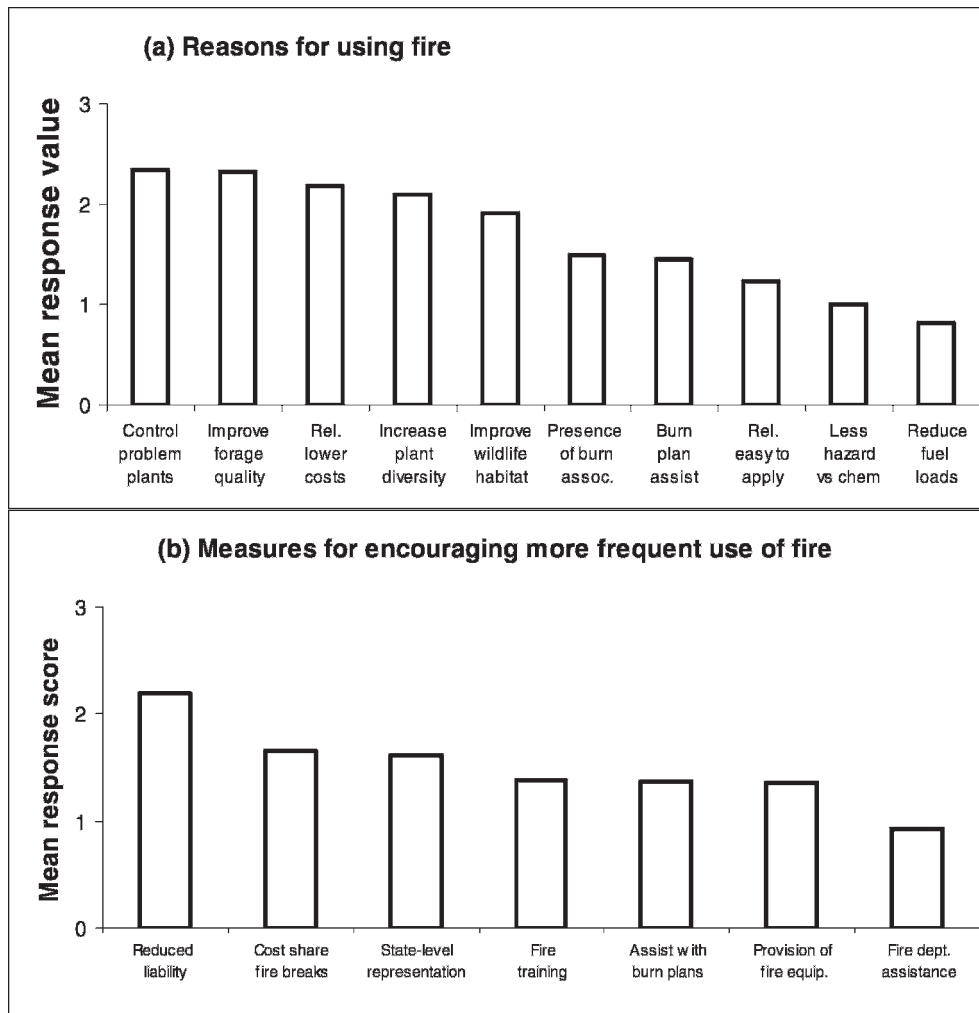 (a) Reasons for using fire
Mean response value
3
2
1
0
Control problem plants
Improve forage quality
Rel. lower costs
Increase plant diversity
Improve wildlife habitat
Presence of burn assoc.
Burn plan assist
Rel. easy to apply
Less hazard vs chem
Reduce fuel loads
(b) Measures for encouraging more frequent use of fire
Mean response score
3
2
1
0
Reduced liability
Cost share fire breaks
State-level representation
Fire training
Assist with burn plans
Provision of fire equip.
Fire dept. assistance